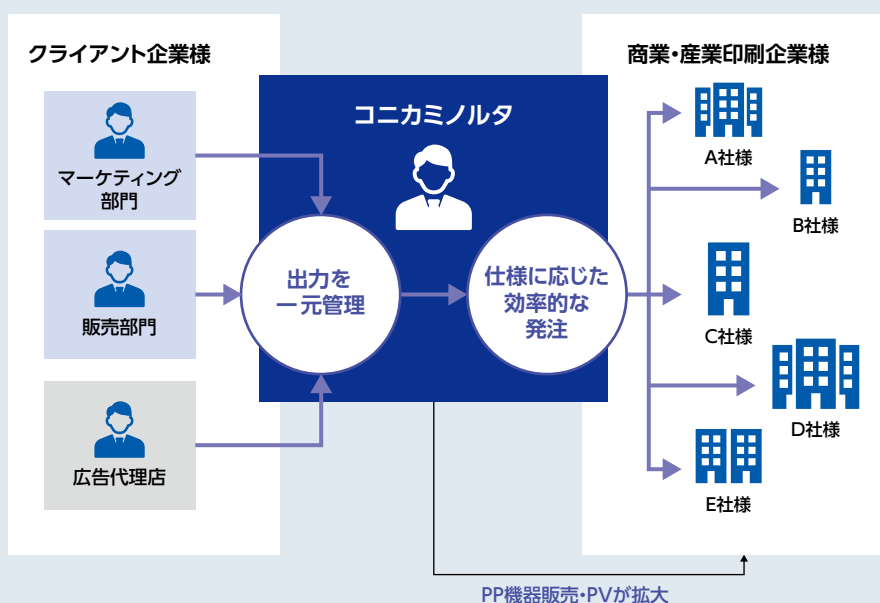 クライアント企業様
マーケティング
部門
販売部門
広告代理店
コニカミノルタ
出力を
一元管理
仕様に応じた
効率的な
発注
商業・産業印刷企業様
A社様
B社様
C社様
D社様
E社様
PP機器販売・PVが拡大